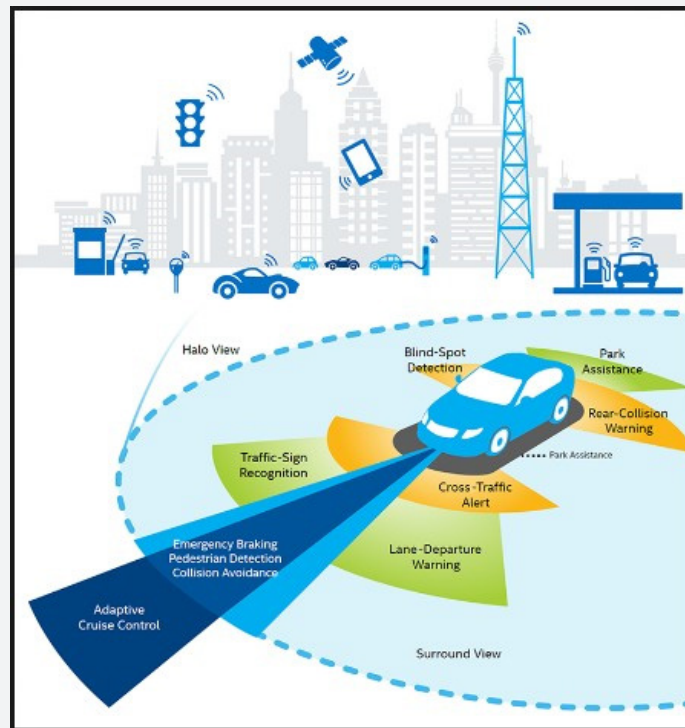 Halo View
Blind-Spot
Detection
Park
Assistance
Rear-Collision
Warning
Traffic-Sign
Recognition
Park Assistance
Cross-Traffic
Alert
Emergency Braking
Pedestrian Detection
Collision Avoidance
Lane-Departure
Warning
Adaptive
Cruise Control
Surround View